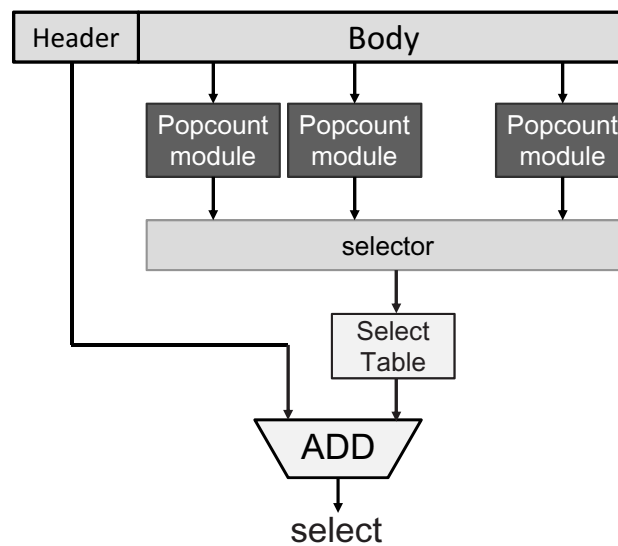 Header Body
Popcount module
Popcount module
Popcount module
selector
Select
Table
ADD
select